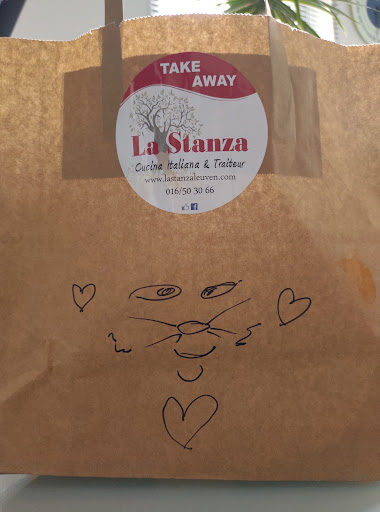 TAKE
AWAY
La Stanza
Cucina Italiana & Traiteur
www.lastanzaleuven.com
016/50 30 66